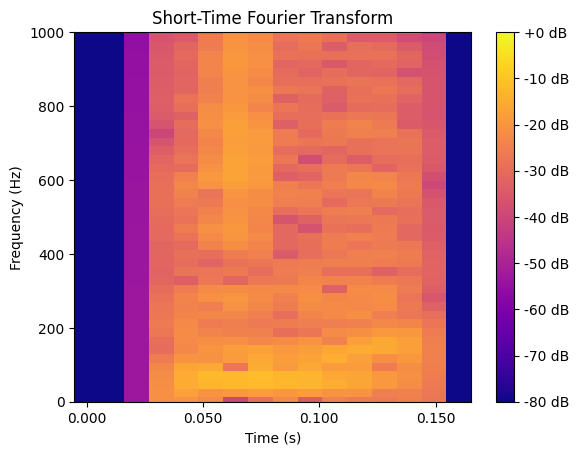 Short-Time Fourier Transform
1000
800
600
400
200
0
Frequency (Hz)
0.000
0.050
0.100
0.150
Time (s)
+0 dB
-10 dB
-20 dB
-30 dB
-40 dB
-50 dB
-60 dB
-70 dB
-80 dB